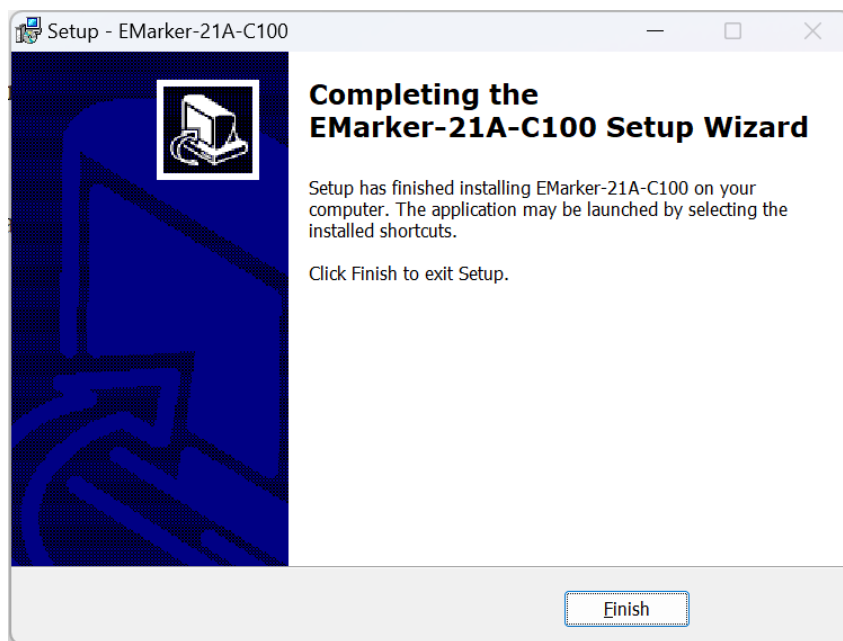 Setup - EMarker-21A-C100
Completing the
EMarker-21A-C100 Setup Wizard
Setup has finished installing EMarker-21A-C100 on your
computer. The application may be launched by selecting the
installed shortcuts.
Click Finish to exit Setup.
Finish